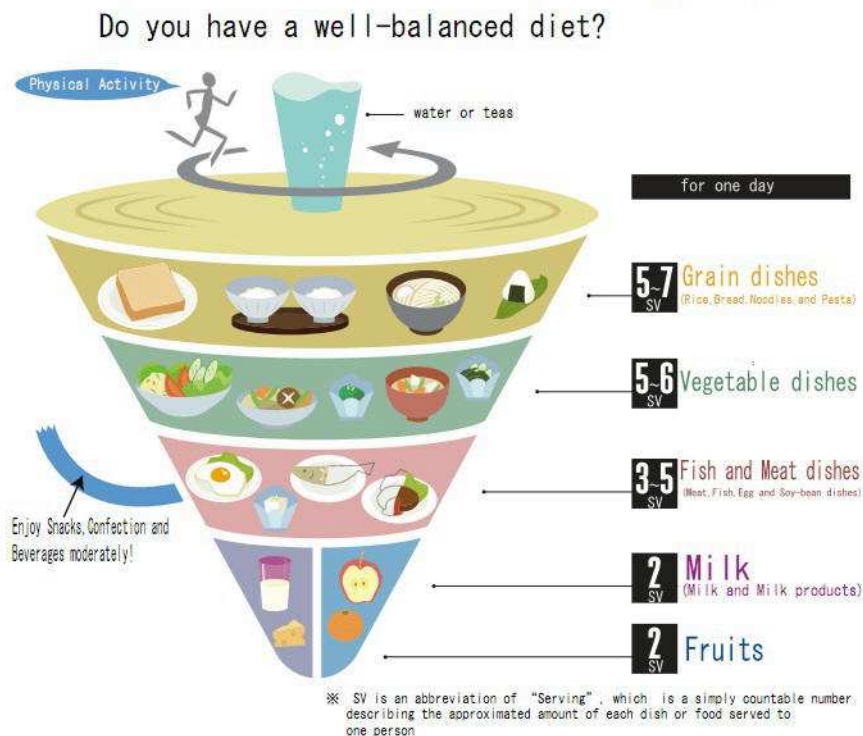 Do you have a well-balanced diet?
Physical Activity
water or teas
for one day
5~7
SV
Grain dishes
(Rice, Bread, Noodles, and Pasta)
5~6
SV
Vegetable dishes
3~5
SV
Fish and Meat dishes
(Meat, Fish, Egg and Soy-bean dishes)
Enjoy Snacks, Confection and
Beverages moderately!
2
SV
Milk
(Milk and Milk products)
2
SV
Fruits
※ SV is an abbreviation of "Serving", which is a simply countable number
describing the approximated amount of each dish or food served to
one person